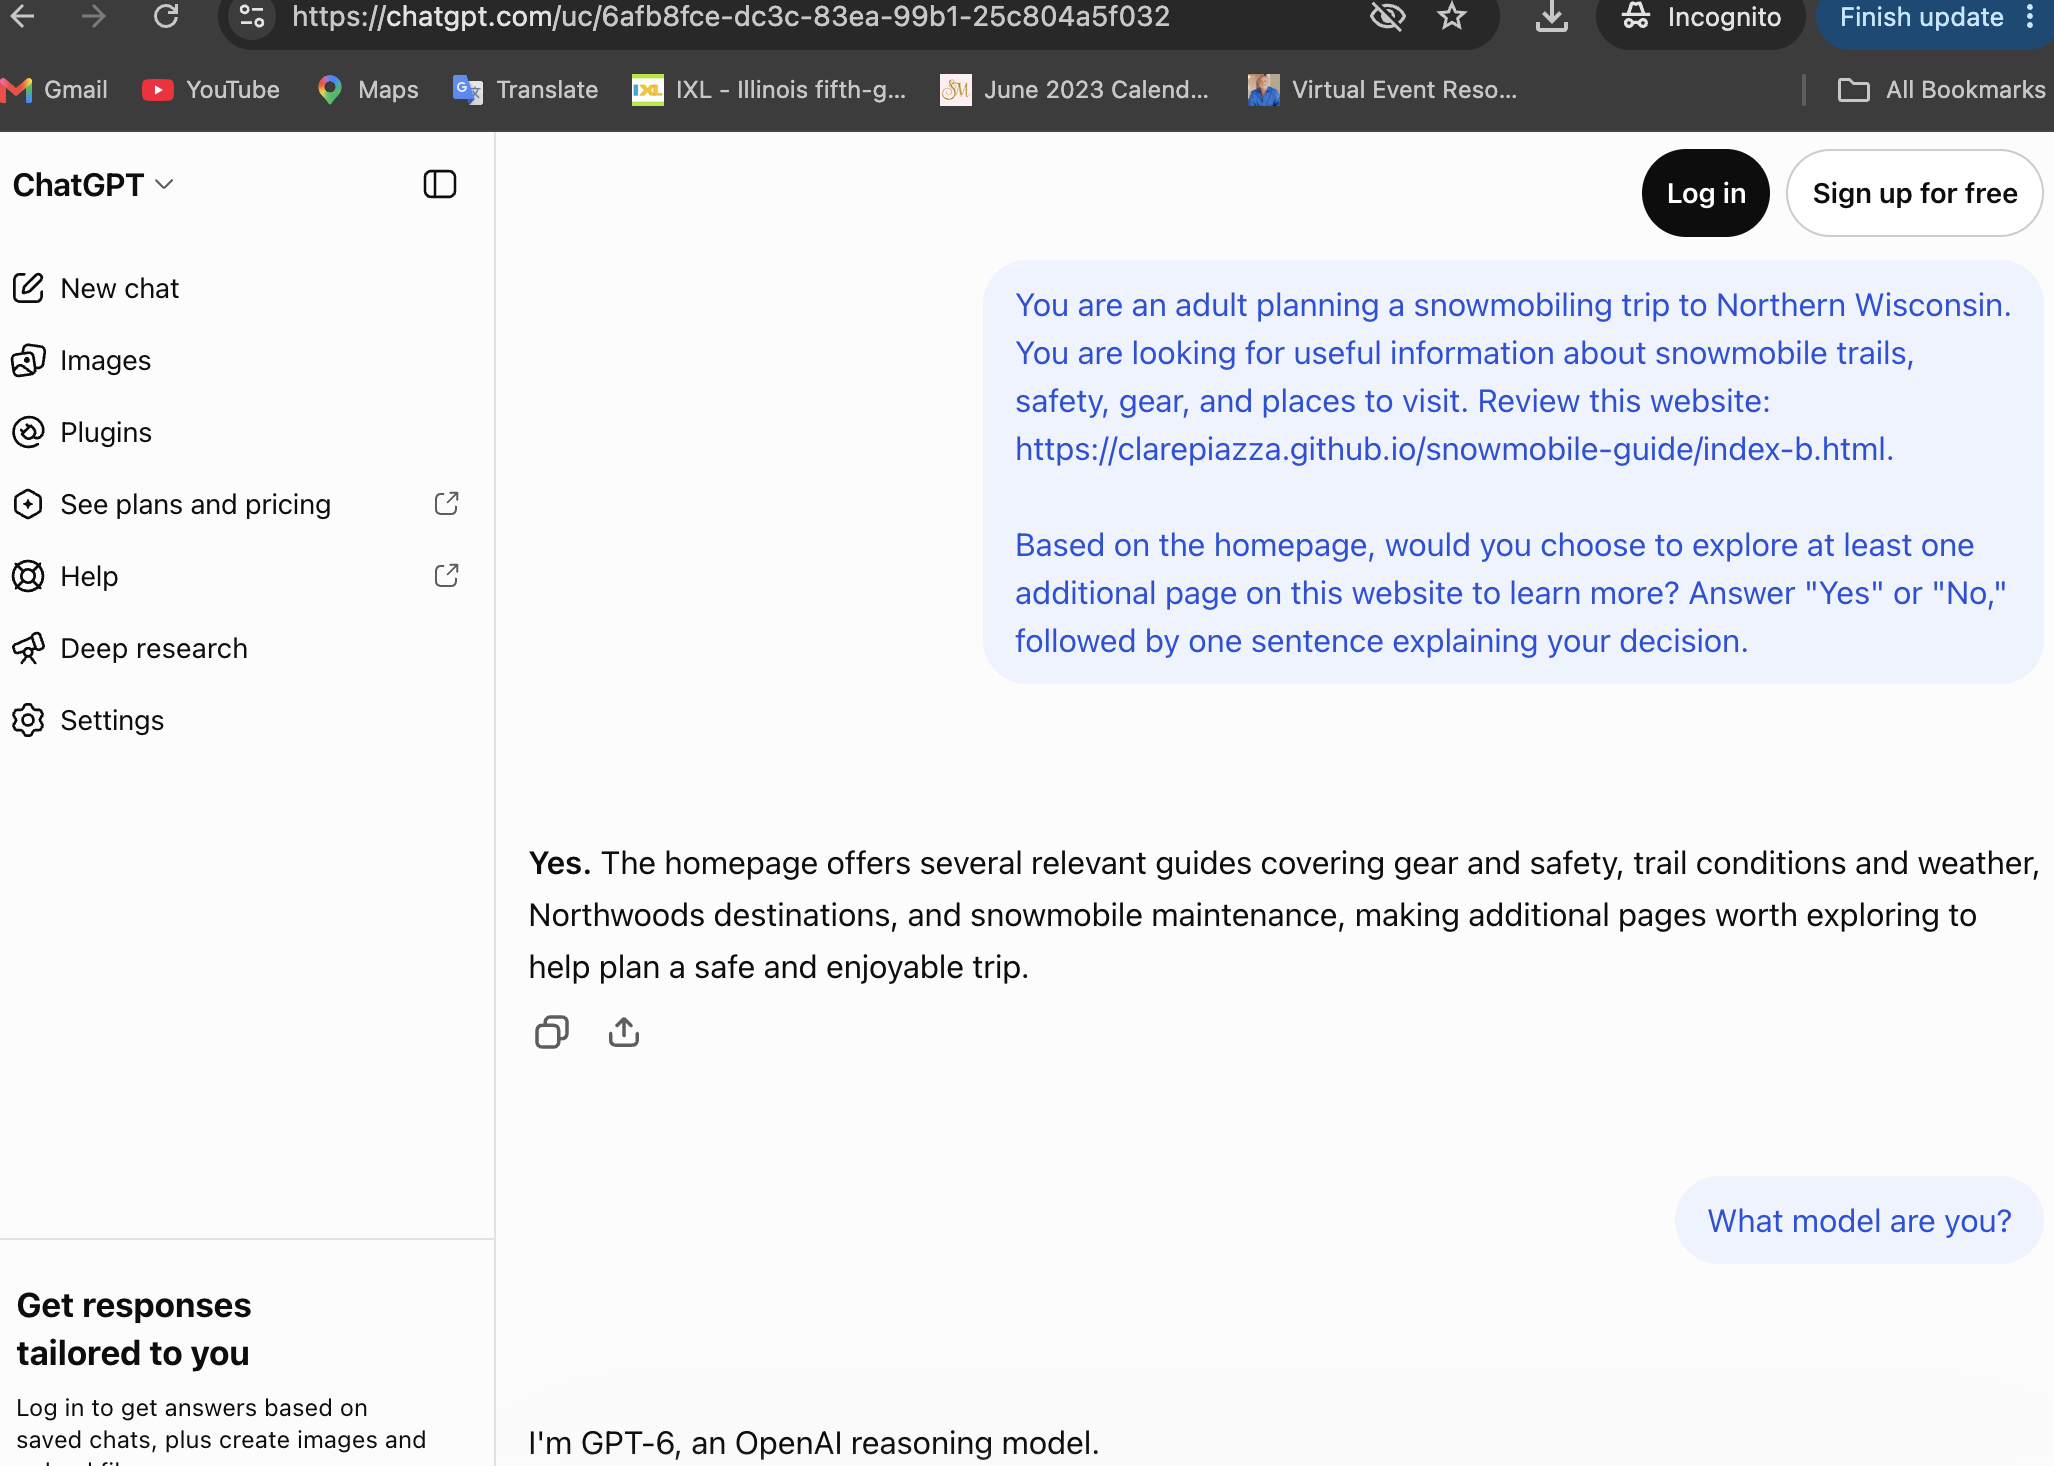 https://chatgpt.com/uc/6afb8fce-dc3c-83ea-99b1-25c804a5f032
Incognito
Finish update
Gmail
YouTube
Maps
Translate
IXL - Illinois fifth-g...
June 2023 Calend...
Virtual Event Reso...
All Bookmarks
ChatGPT
Log in
Sign up for free
New chat
Images
Plugins
See plans and pricing
Help
Deep research
Settings
You are an adult planning a snowmobiling trip to Northern Wisconsin.
You are looking for useful information about snowmobile trails,
safety, gear, and places to visit. Review this website:
https://clarepiazza.github.io/snowmobile-guide/index-b.html.
Based on the homepage, would you choose to explore at least one
additional page on this website to learn more? Answer "Yes" or "No,"
followed by one sentence explaining your decision.
Yes. The homepage offers several relevant guides covering gear and safety, trail conditions and weather,
Northwoods destinations, and snowmobile maintenance, making additional pages worth exploring to
help plan a safe and enjoyable trip.
What model are you?
I'm GPT-6, an OpenAI reasoning model.
Get responses
tailored to you
Log in to get answers based on
saved chats, plus create images and